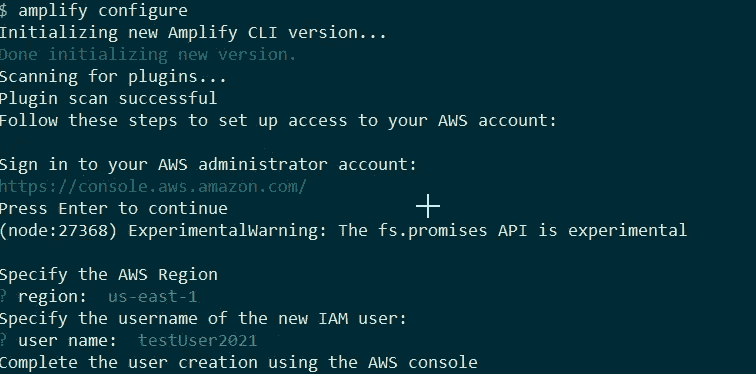 $ amplify configure
Initializing new Amplify CLI version...
Done initializing new version.
Scanning for plugins...
Plugin scan successful
Follow these steps to set up access to your AWS account:
Sign in to your AWS administrator account:
https://console.aws.amazon.com/
Press Enter to continue
(node:27368) ExperimentalWarning: The fs.promises API is experimental
Specify the AWS Region
? region:  us-east-1
Specify the username of the new IAM user:
? user name:  testUser2021
Complete the user creation using the AWS console